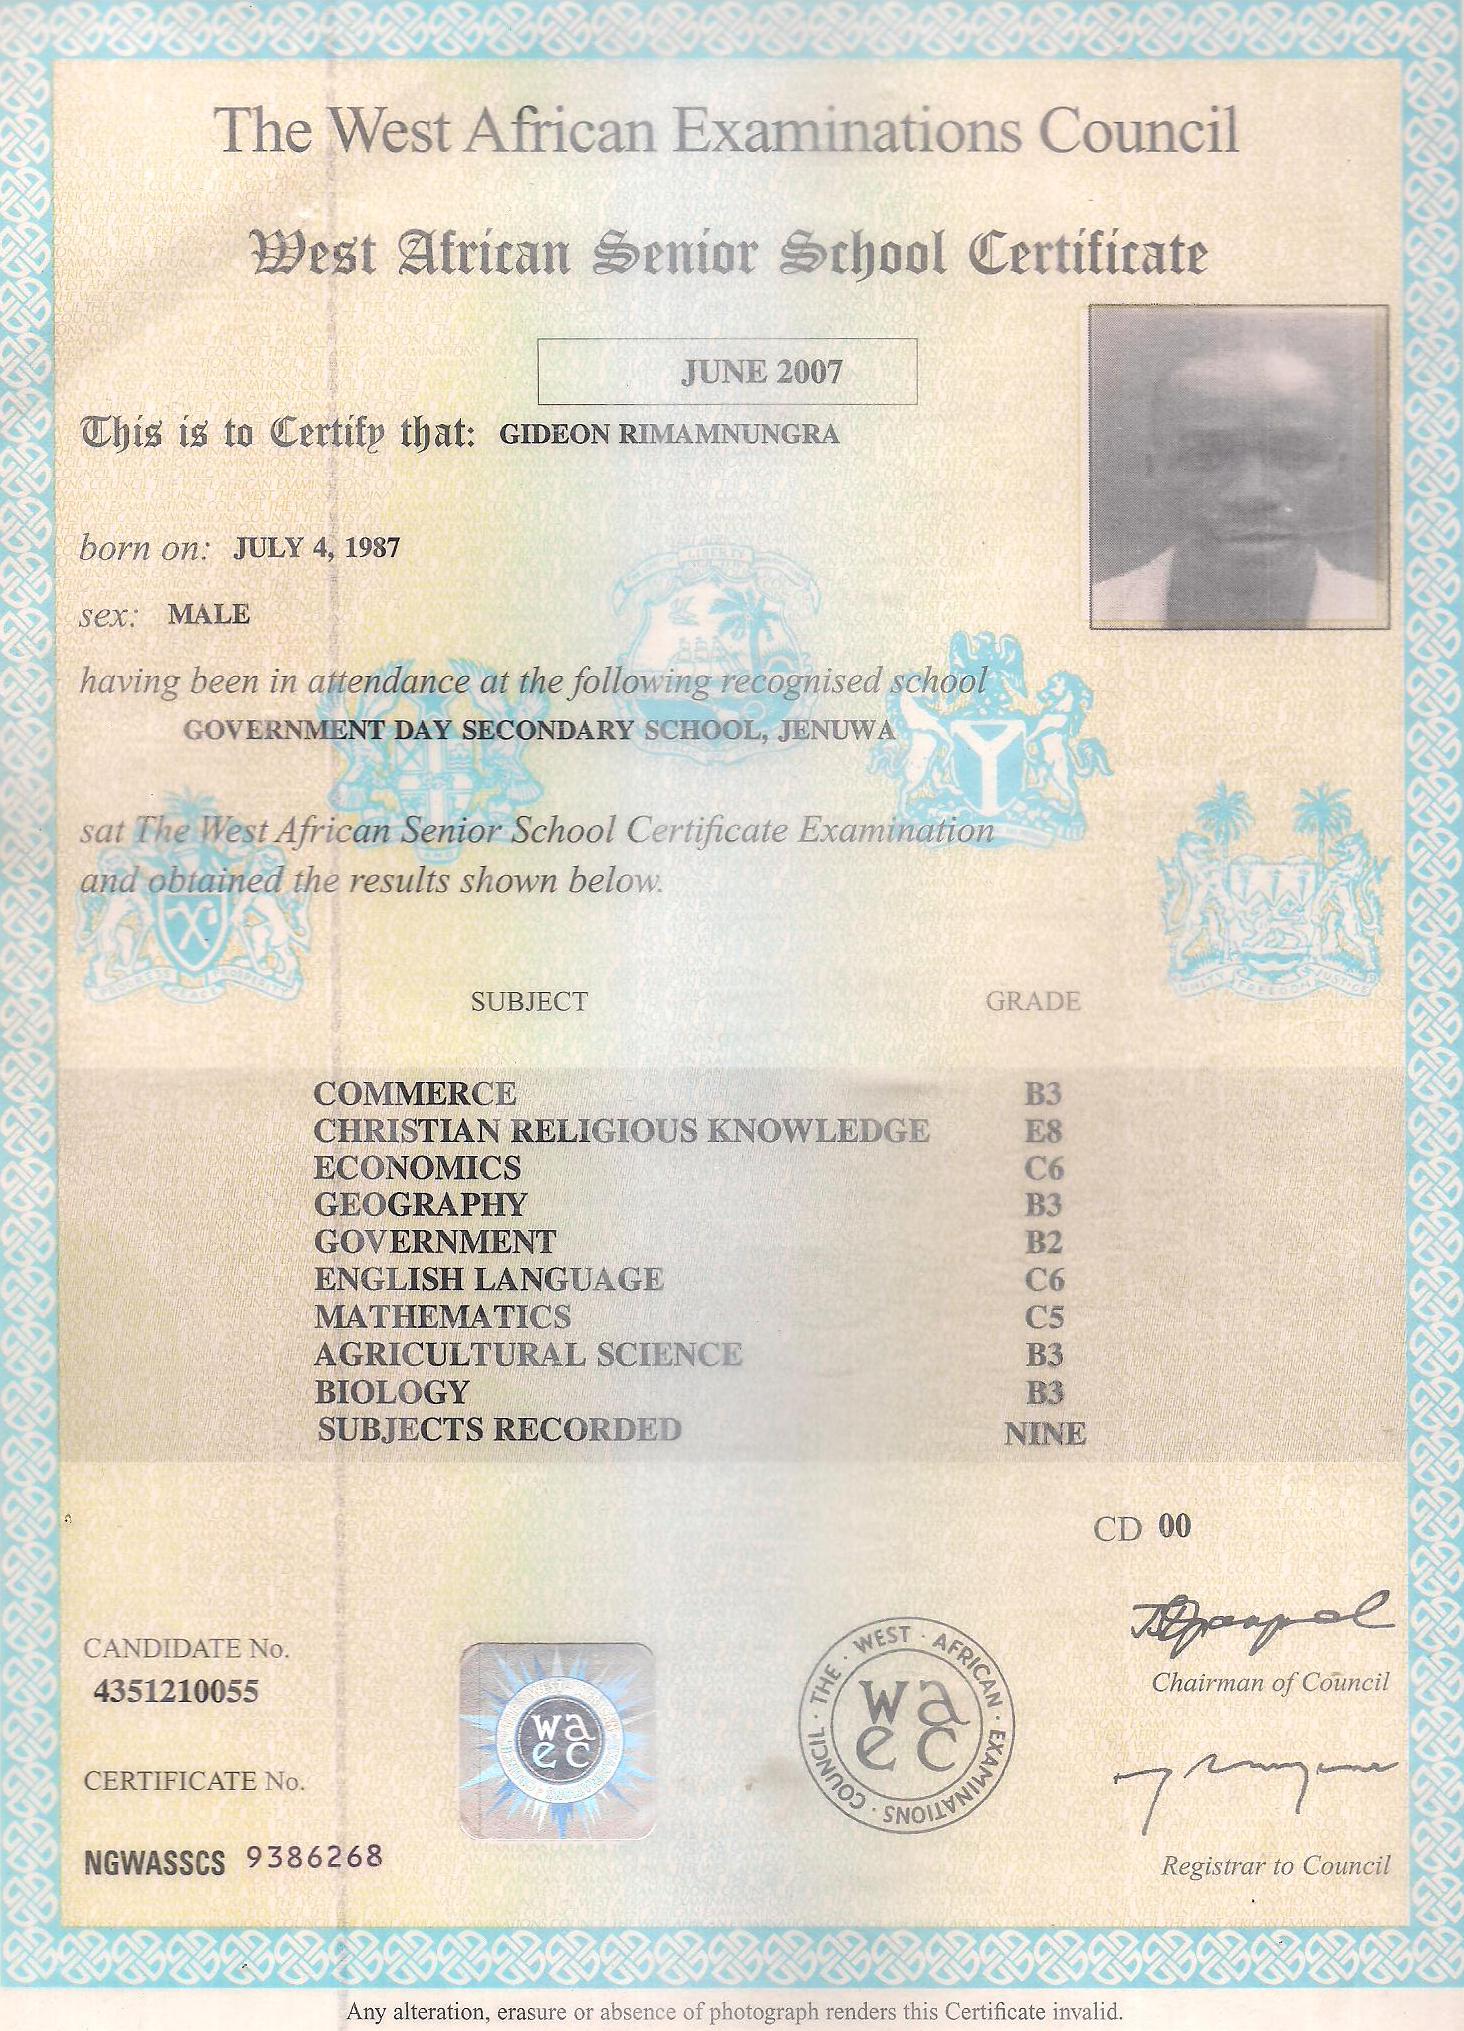 The West African Examinations Council
West African Senior School Certificate
JUNE 2007
This is to Certify that: GIDEON RIMAMNUNGRA
born on: JULY 4, 1987
sex: MALE
having been in attendance at the following recognised school
GOVERNMENT DAY SECONDARY SCHOOL, JENUWA
sat The West African Senior School Certificate Examination
and obtained the results shown below.
SUBJECT GRADE
COMMERCE B3
CHRISTIAN RELIGIOUS KNOWLEDGE E8
ECONOMICS C6
GEOGRAPHY B3
GOVERNMENT B2
ENGLISH LANGUAGE C6
MATHEMATICS C5
AGRICULTURAL SCIENCE B3
BIOLOGY B3
SUBJECTS RECORDED NINE
CD 00
CANDIDATE No.
4351210055
waec
THE · WEST · AFRICAN · EXAMINATIONS · COUNCIL ·
waec
Chairman of Council
CERTIFICATE No.
NGWASSCS 9386268
Registrar to Council
Any alteration, erasure or absence of photograph renders this Certificate invalid.